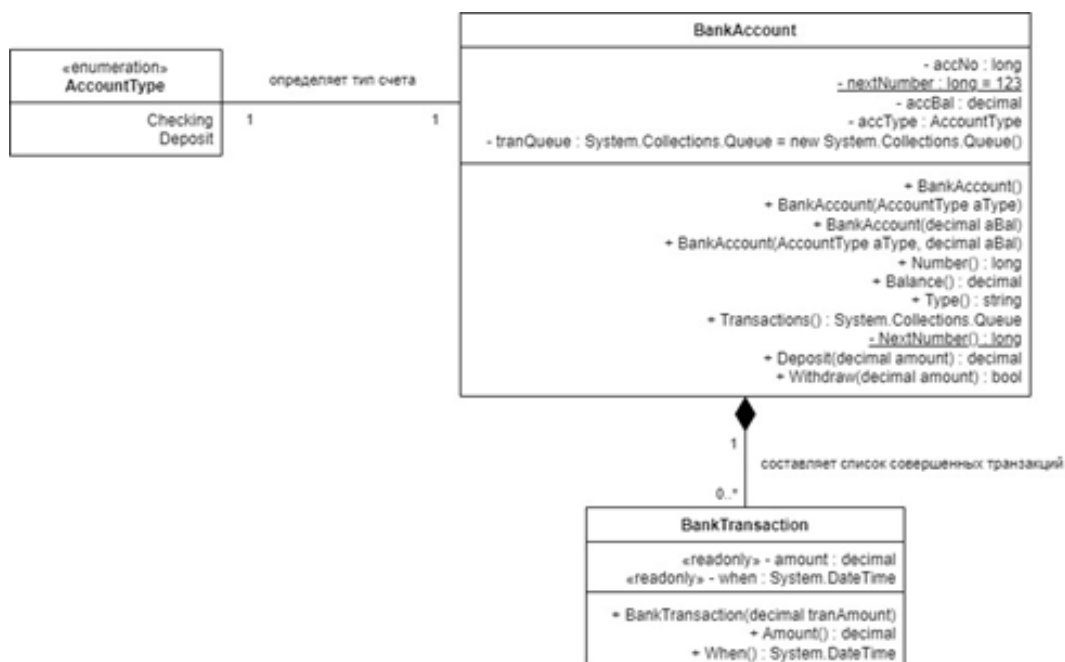 «enumeration»
AccountType
Checking
Deposit
определяет тип счета
1
1
BankAccount
- accNo : long
- nextNumber : long = 123
- accBal : decimal
- accType : AccountType
- tranQueue : System.Collections.Queue = new System.Collections.Queue()
+ BankAccount()
+ BankAccount(AccountType aType)
+ BankAccount(decimal aBal)
+ BankAccount(AccountType aType, decimal aBal)
+ Number() : long
+ Balance() : decimal
+ Type() : string
+ Transactions() : System.Collections.Queue
- NextNumber() : long
+ Deposit(decimal amount) : decimal
+ Withdraw(decimal amount) : bool
1
составляет список совершенных транзакций
0..*
BankTransaction
«readonly» - amount : decimal
«readonly» - when : System.DateTime
+ BankTransaction(decimal tranAmount)
+ Amount() : decimal
+ When() : System.DateTime